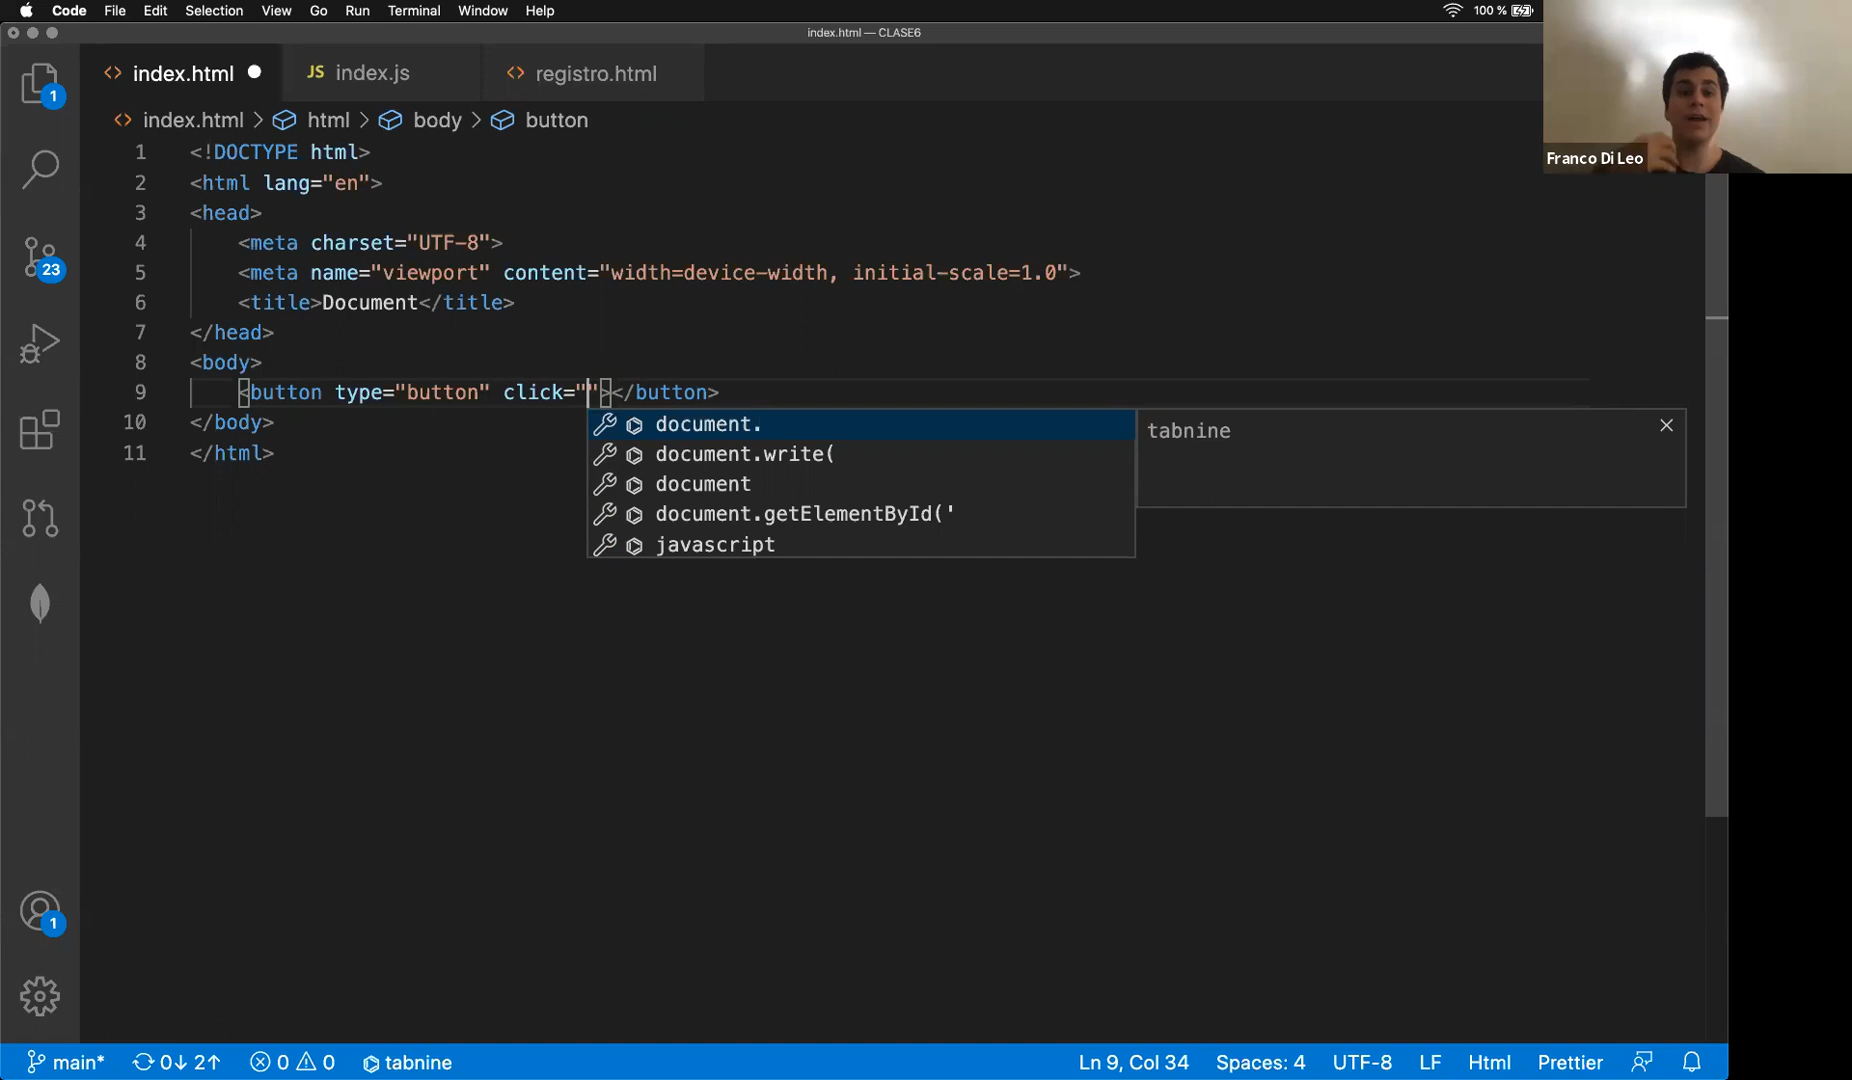 Code File Edit Selection View Go Run Terminal Window Help 100 %
index.html — CLASE6
index.html JS index.js registro.html
index.html > html > body > button
1 <!DOCTYPE html>
2 <html lang="en">
3 <head>
4 <meta charset="UTF-8">
5 <meta name="viewport" content="width=device-width, initial-scale=1.0">
6 <title>Document</title>
7 </head>
8 <body>
9 <button type="button" click=""></button>
10 </body>
11 </html>
document.
document.write(
document
document.getElementById('
javascript
tabnine
Franco Di Leo
1
23
1
main* 0↓ 2↑ 0 0 tabnine Ln 9, Col 34 Spaces: 4 UTF-8 LF Html Prettier